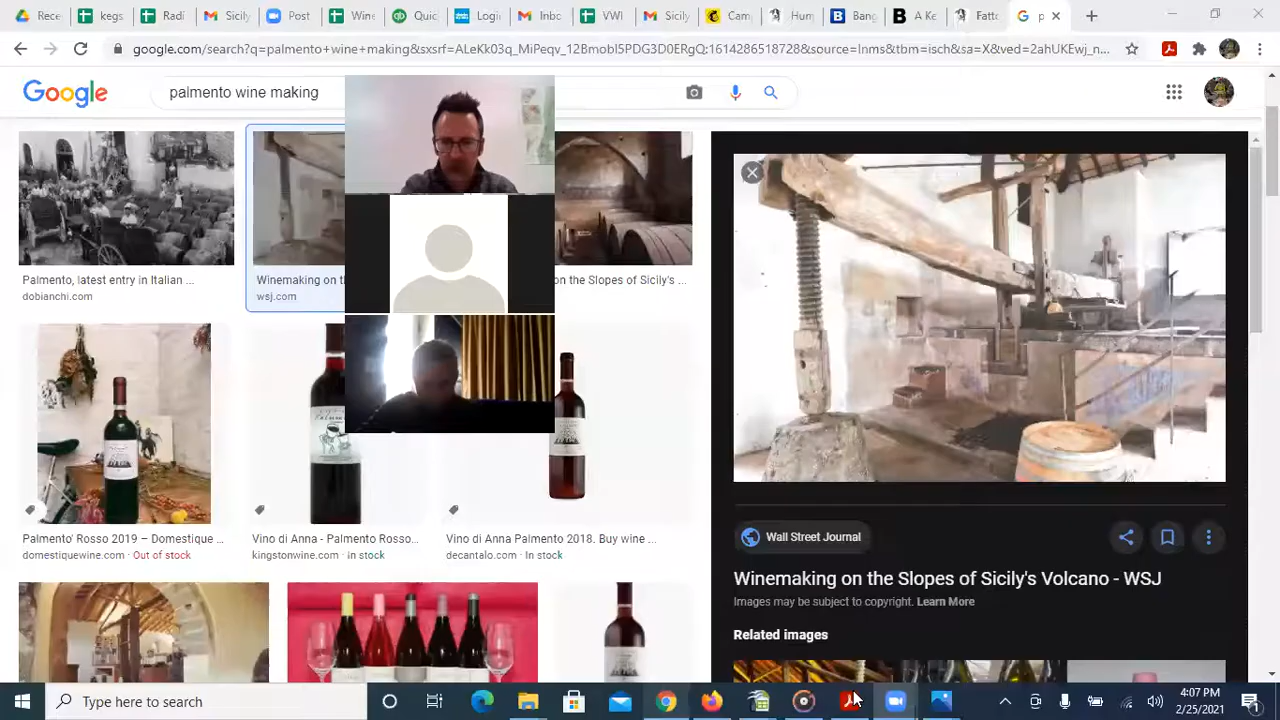 Rece
kegs
Radi
Sicily
Post
Wine
Quic
Login
Inbo
VWI
Sicily
Cam
Hum
Bang
A Ke
Fatto
p
google.com/search?q=palmento+wine+making&sxsrf=ALeKk03q_MiPeqv_12BmobI5PDG3D0ERgQ:1614286518728&source=lnms&tbm=isch&sa=X&ved=2ahUKEwj_n...
Google
palmento wine making
Palmento, latest entry in Italian ...
dobianchi.com
Winemaking on th
wsj.com
on the Slopes of Sicily's ...
Palmento' Rosso 2019 – Domestique ...
domestiquewine.com · Out of stock
Vino di Anna - Palmento Rosso...
kingstonwine.com · In stock
Vino di Anna Palmento 2018. Buy wine ...
decantalo.com · In stock
Wall Street Journal
Winemaking on the Slopes of Sicily's Volcano - WSJ
Images may be subject to copyright. Learn More
Related images
Type here to search
4:07 PM
2/25/2021
1